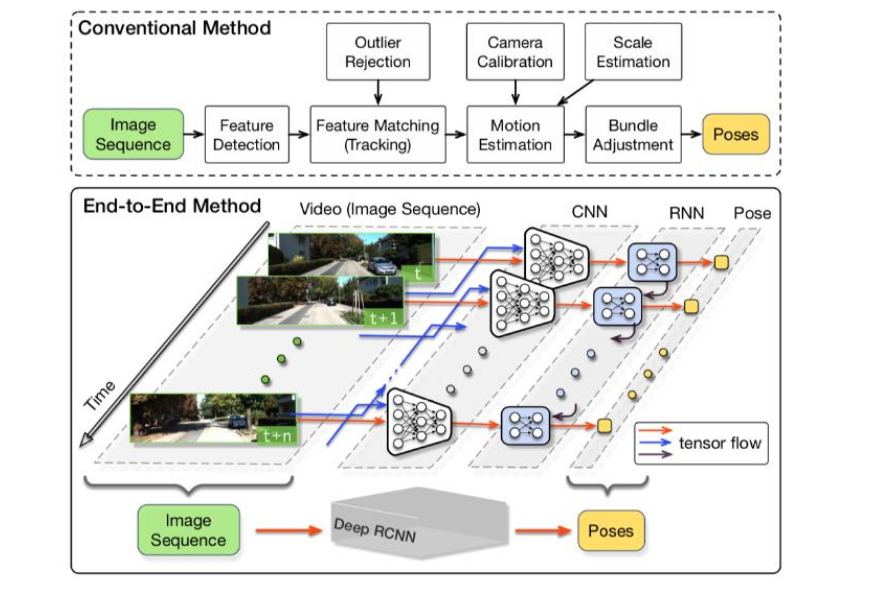 Conventional Method
Outlier
Rejection
Camera
Calibration
Scale
Estimation
Image
Sequence
Feature
Detection
Feature Matching
(Tracking)
Motion
Estimation
Bundle
Adjustment
Poses
End-to-End Method
Video (Image Sequence)
CNN
RNN
Pose
t
t+1
t+n
Time
tensor flow
Image
Sequence
Deep RCNN
Poses